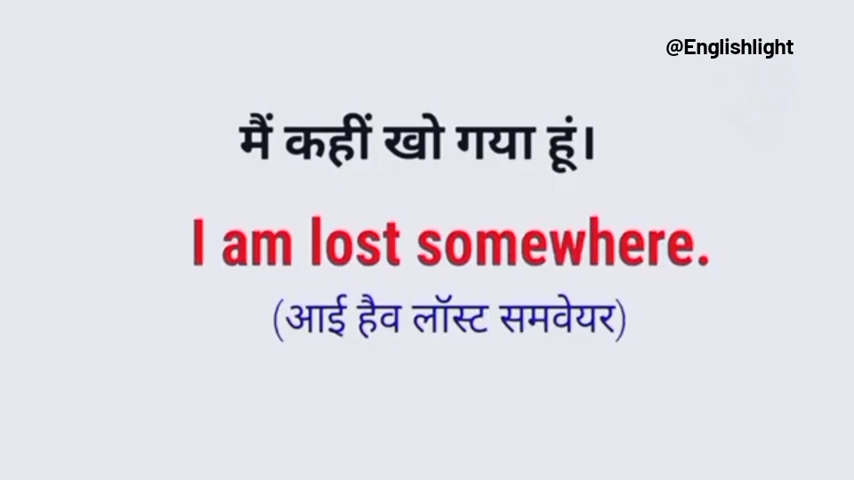 @Englishlight
मैं कहीं खो गया हूं।
I am lost somewhere.
(आई हैव लॉस्ट समवेयर)